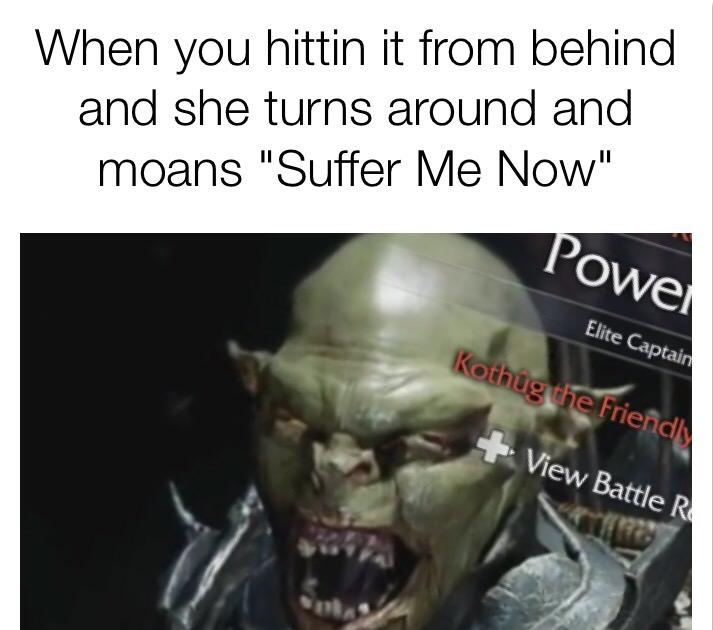 When you hittin it from behind
and she turns around and
moans "Suffer Me Now"
Power
Elite Captain
Kothûg the Friendly
View Battle R